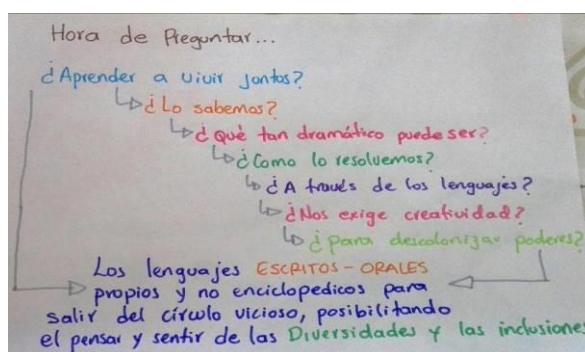 Hora de Preguntar...
¿Aprender a vivir juntos?
¿Lo sabemos?
¿Qué tan dramático puede ser?
¿Como lo resolvemos?
¿A través de los lenguajes?
¿Nos exige creatividad?
¿para descolonizar poderes?
Los lenguajes ESCRITOS - ORALES
propios y no enciclopedicos para
salir del círculo vicioso, posibilitando
el pensar y sentir de las Diversidades y las inclusiones